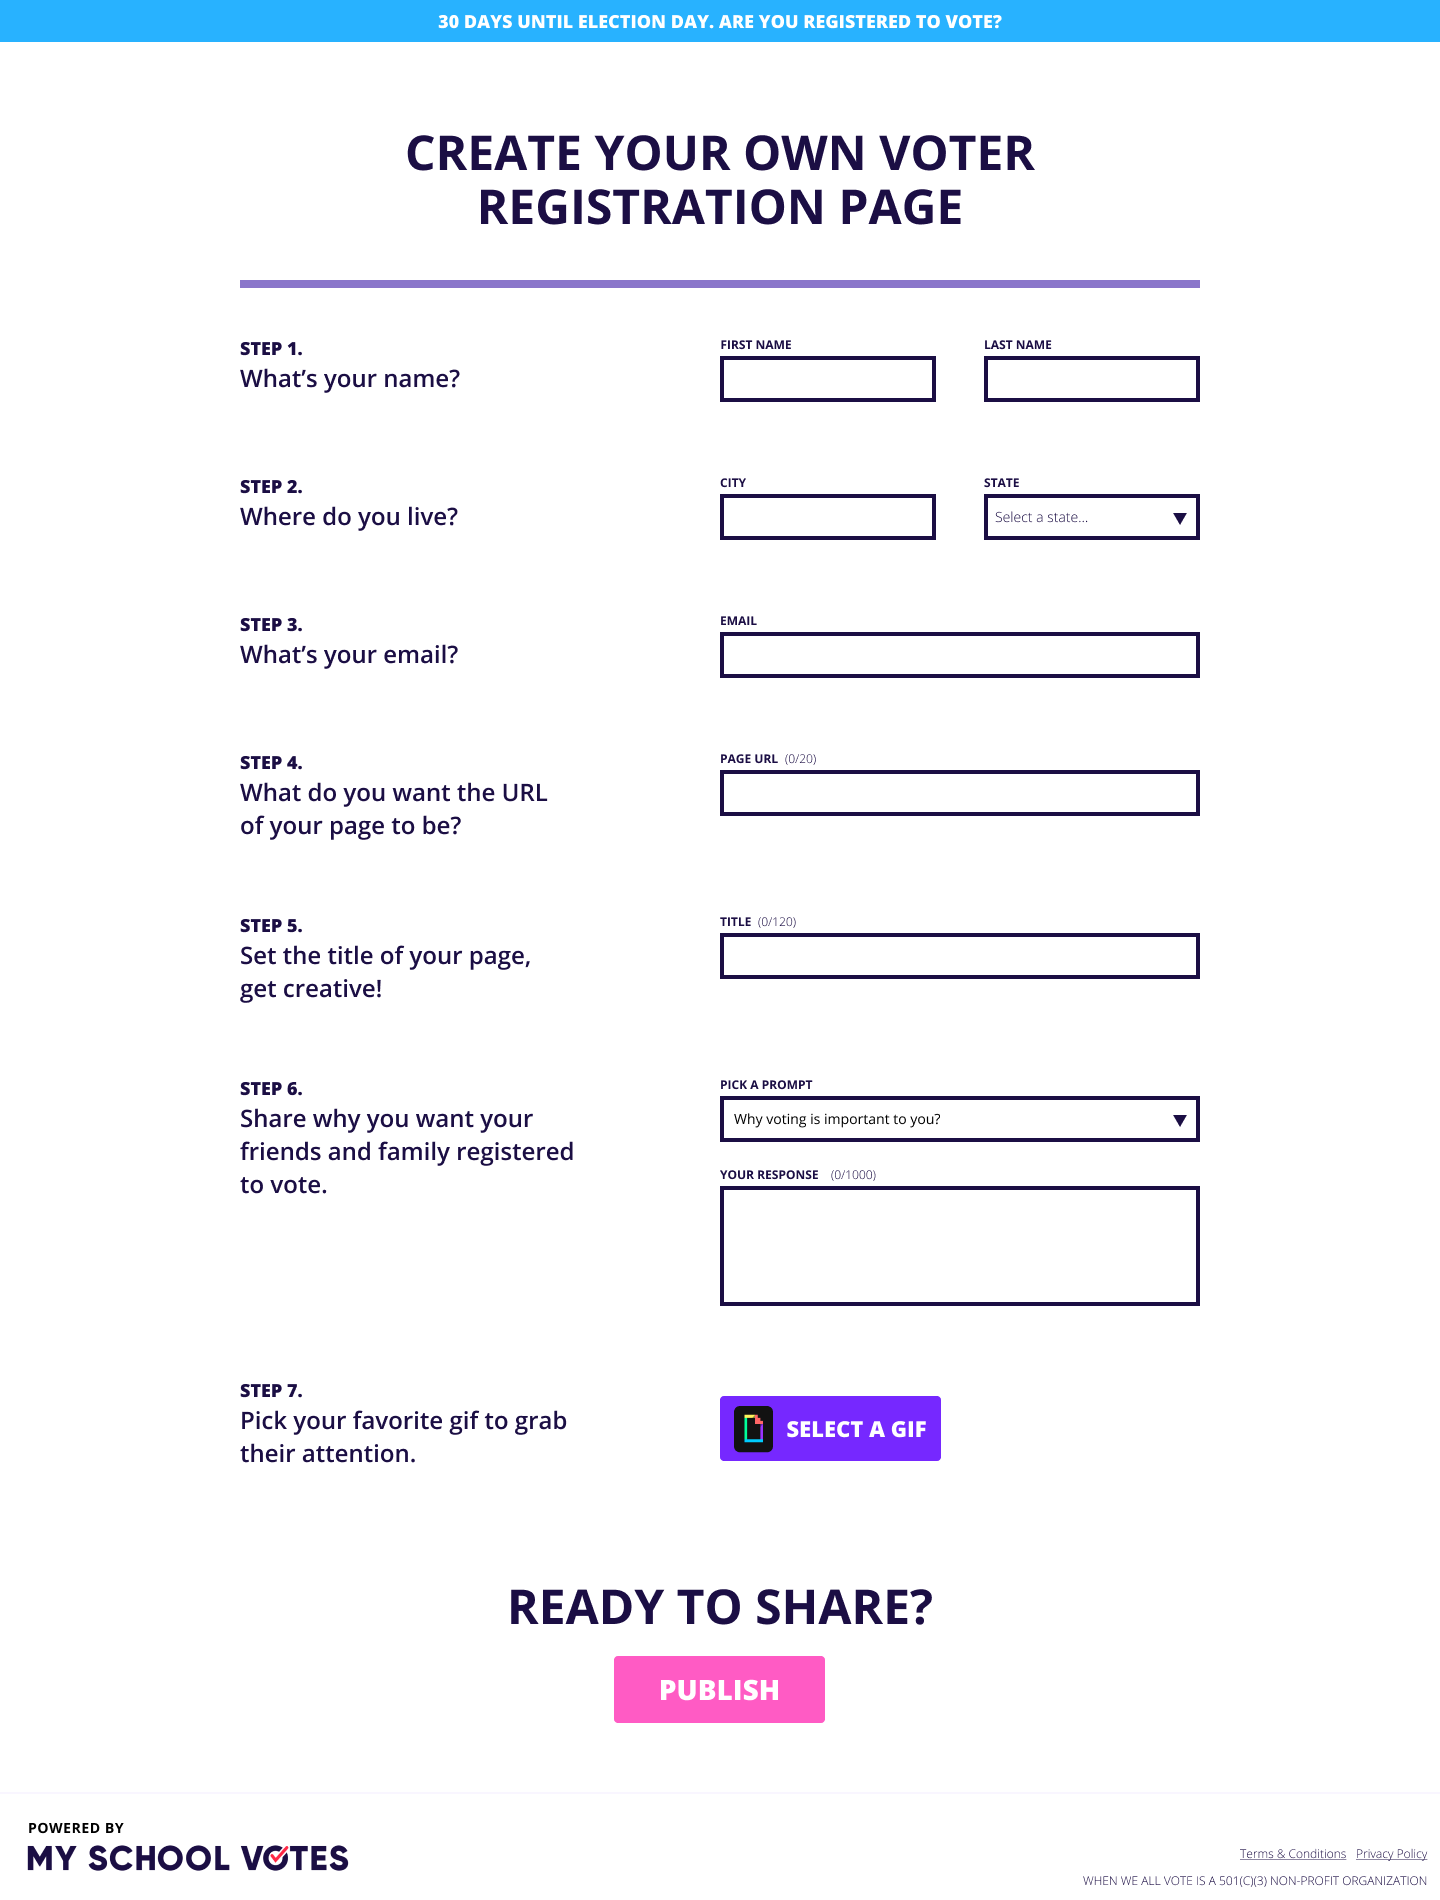 30 DAYS UNTIL ELECTION DAY. ARE YOU REGISTERED TO VOTE?
CREATE YOUR OWN VOTER
REGISTRATION PAGE
STEP 1.
What’s your name?
FIRST NAME
LAST NAME
STEP 2.
Where do you live?
CITY
STATE
Select a state...
STEP 3.
What’s your email?
EMAIL
STEP 4.
What do you want the URL
of your page to be?
PAGE URL (0/20)
STEP 5.
Set the title of your page,
get creative!
TITLE (0/120)
STEP 6.
Share why you want your
friends and family registered
to vote.
PICK A PROMPT
Why voting is important to you?
YOUR RESPONSE (0/1000)
STEP 7.
Pick your favorite gif to grab
their attention.
SELECT A GIF
READY TO SHARE?
PUBLISH
POWERED BY
MY SCHOOL VOTES
Terms & Conditions Privacy Policy
WHEN WE ALL VOTE IS A 501(C)(3) NON-PROFIT ORGANIZATION